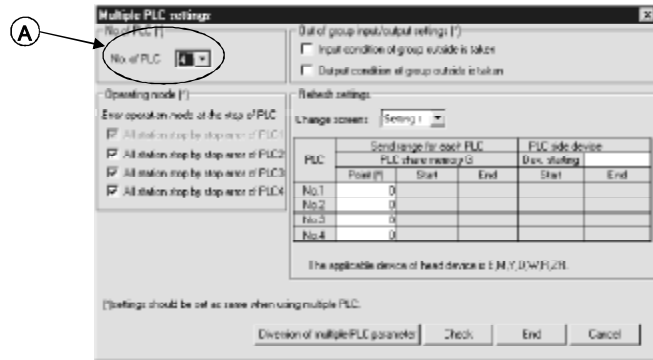 Multiple PLC settings
A
No. of PLC (*)
No. of PLC 4
Out of group input/output settings (*)
Input condition of group outside is taken
Output condition of group outside is taken
Operating mode (*)
Error operation mode at the stop of PLC
All station stop by stop error of PLC1
All station stop by stop error of PLC2
All station stop by stop error of PLC3
All station stop by stop error of PLC4
Refresh settings
Change screens Setting 1
PLC
Send range for each PLC
PLC side device
PLC share memory G
Dev. starting
Point (*) Start End Start End
No.1 0
No.2 0
No.3 0
No.4 0
The applicable device of head device is B,M,Y,D,W,R,ZR.
(*)settings should be set as same when using multiple PLC.
Diversion of multiple PLC parameter Check End Cancel